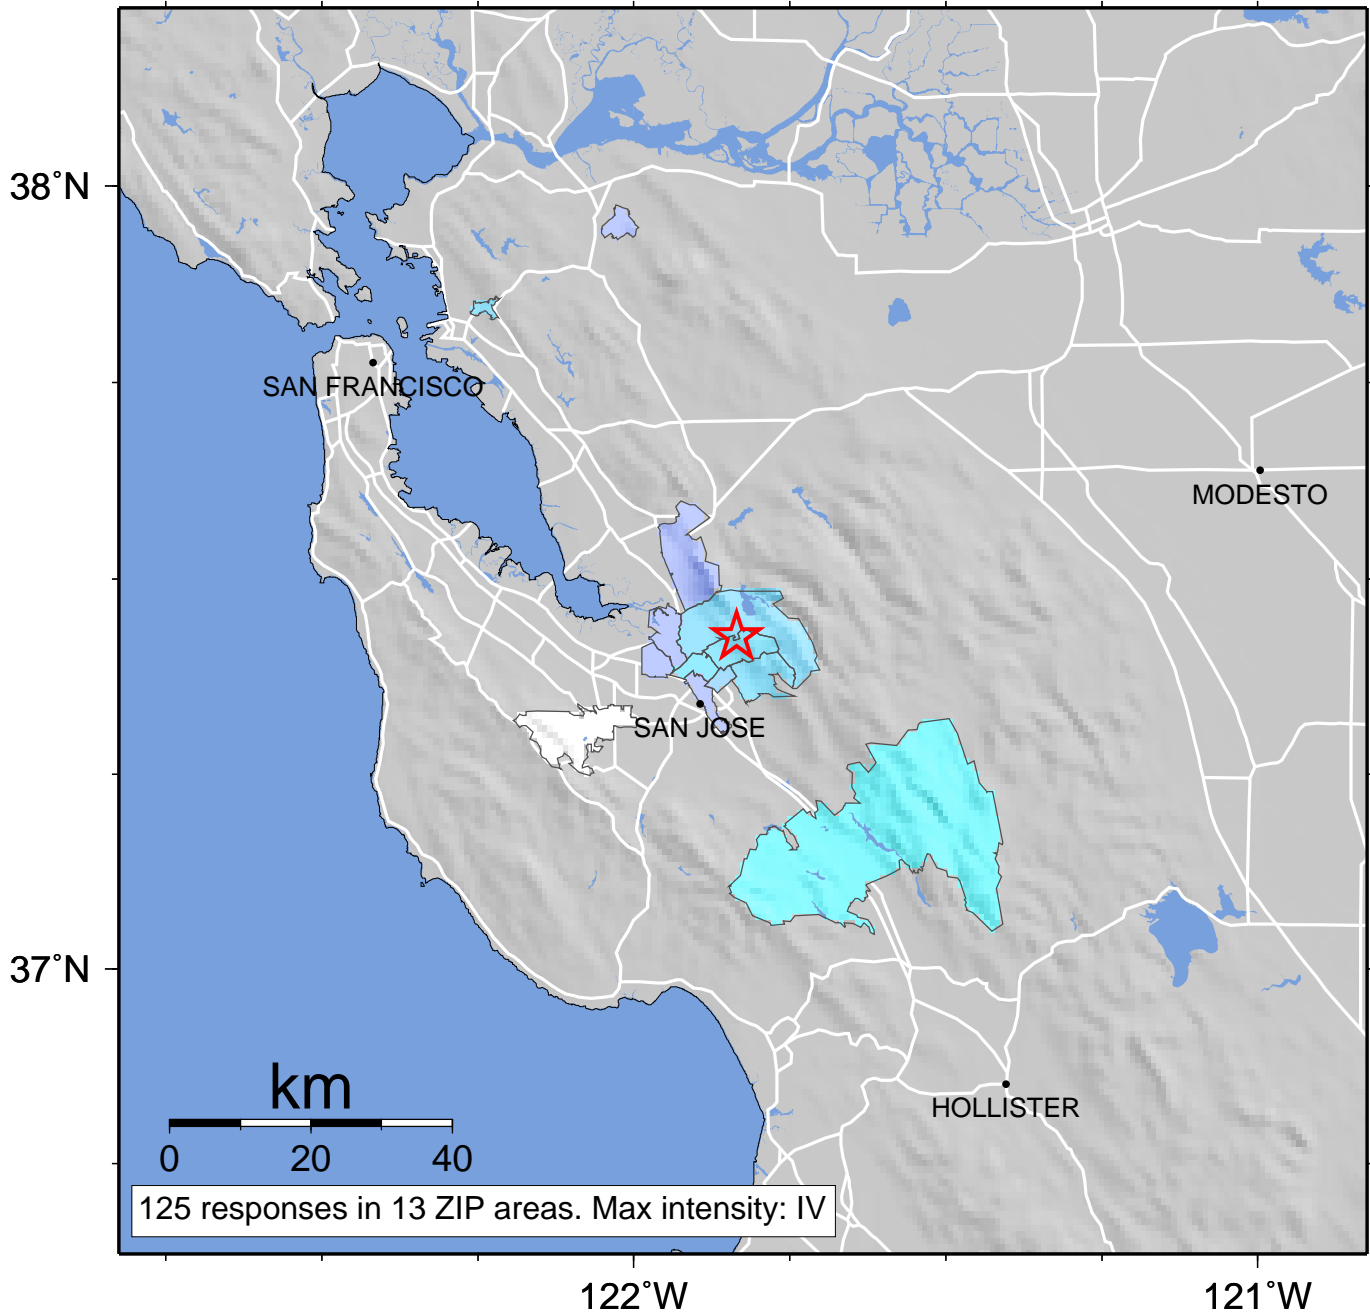 38°N
SAN FRANCISCO
MODESTO
SAN JOSE
37°N
km
HOLLISTER
0 20 40
125 responses in 13 ZIP areas. Max intensity: IV
122°W 121°W